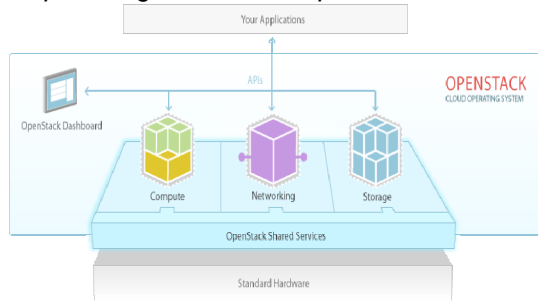 Your Applications
APIs
OPENSTACK
CLOUD OPERATING SYSTEM
OpenStack Dashboard
Compute
Networking
Storage
OpenStack Shared Services
Standard Hardware